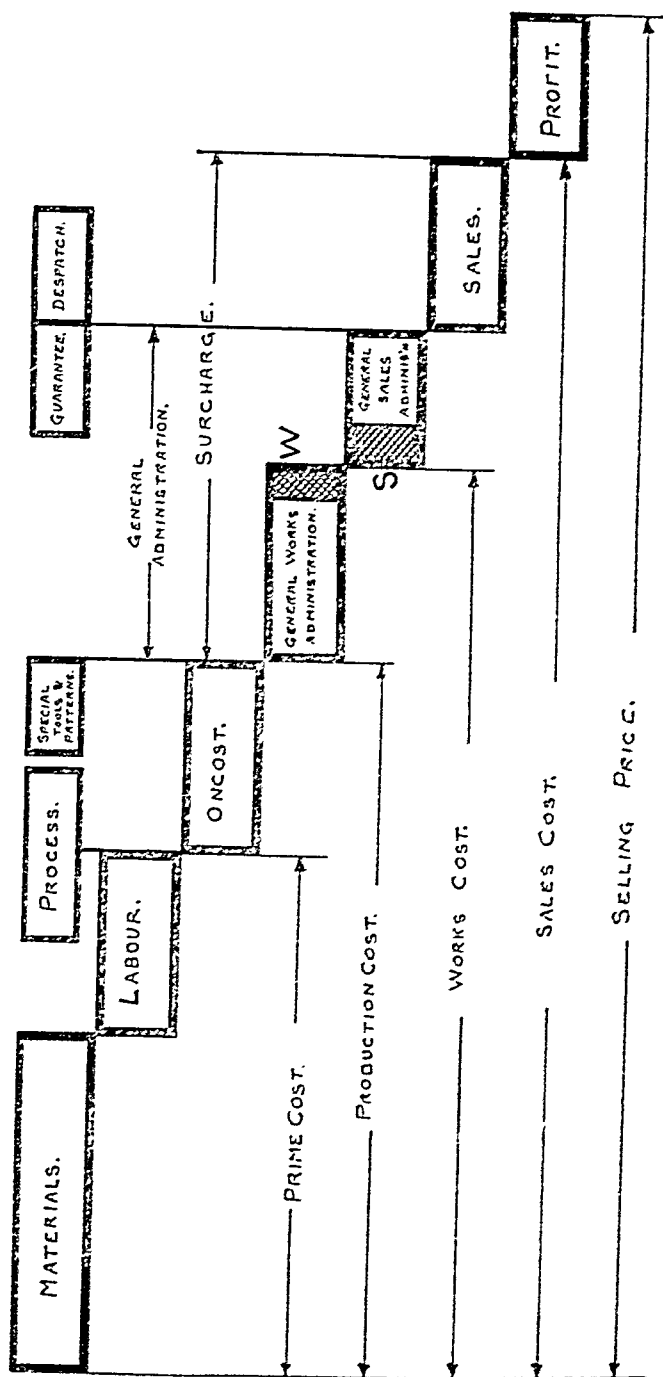 MATERIALS.
PROCESS.
SPECIAL
TOOLS &
PATTERNS.
GUARANTEE.
DESPATCH.
LABOUR.
GENERAL
ADMINISTRATION.
ONCOST.
SURCHARGE.
GENERAL WORKS
ADMINISTRATION.
W
PRIME COST.
S
GENERAL
SALES
ADMINIS'N
PRODUCTION COST.
SALES.
WORKS COST.
PROFIT.
SALES COST.
SELLING PRICE.